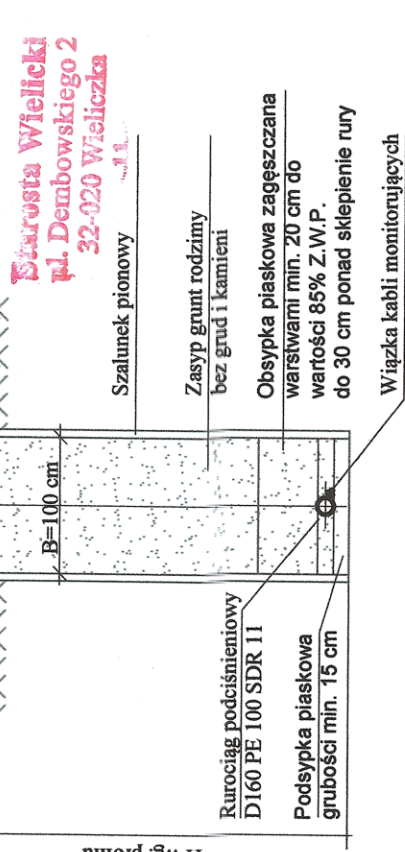 Starosta Wielicki
pl. Dembowskiego 2
32-020 Wieliczka
Szalunek pionowy
B=100 cm
Zasyp grunt rodzimy
bez grud i kamieni
Obsypka piaskowa zagęszczana
warstwami min. 20 cm do
wartości 85% Z.W.P.
do 30 cm ponad sklepienie rury
Wiązka kabli monitorujących
Rurociąg podciśnieniowy
D160 PE 100 SDR 11
Podsypka piaskowa
grubości min. 15 cm